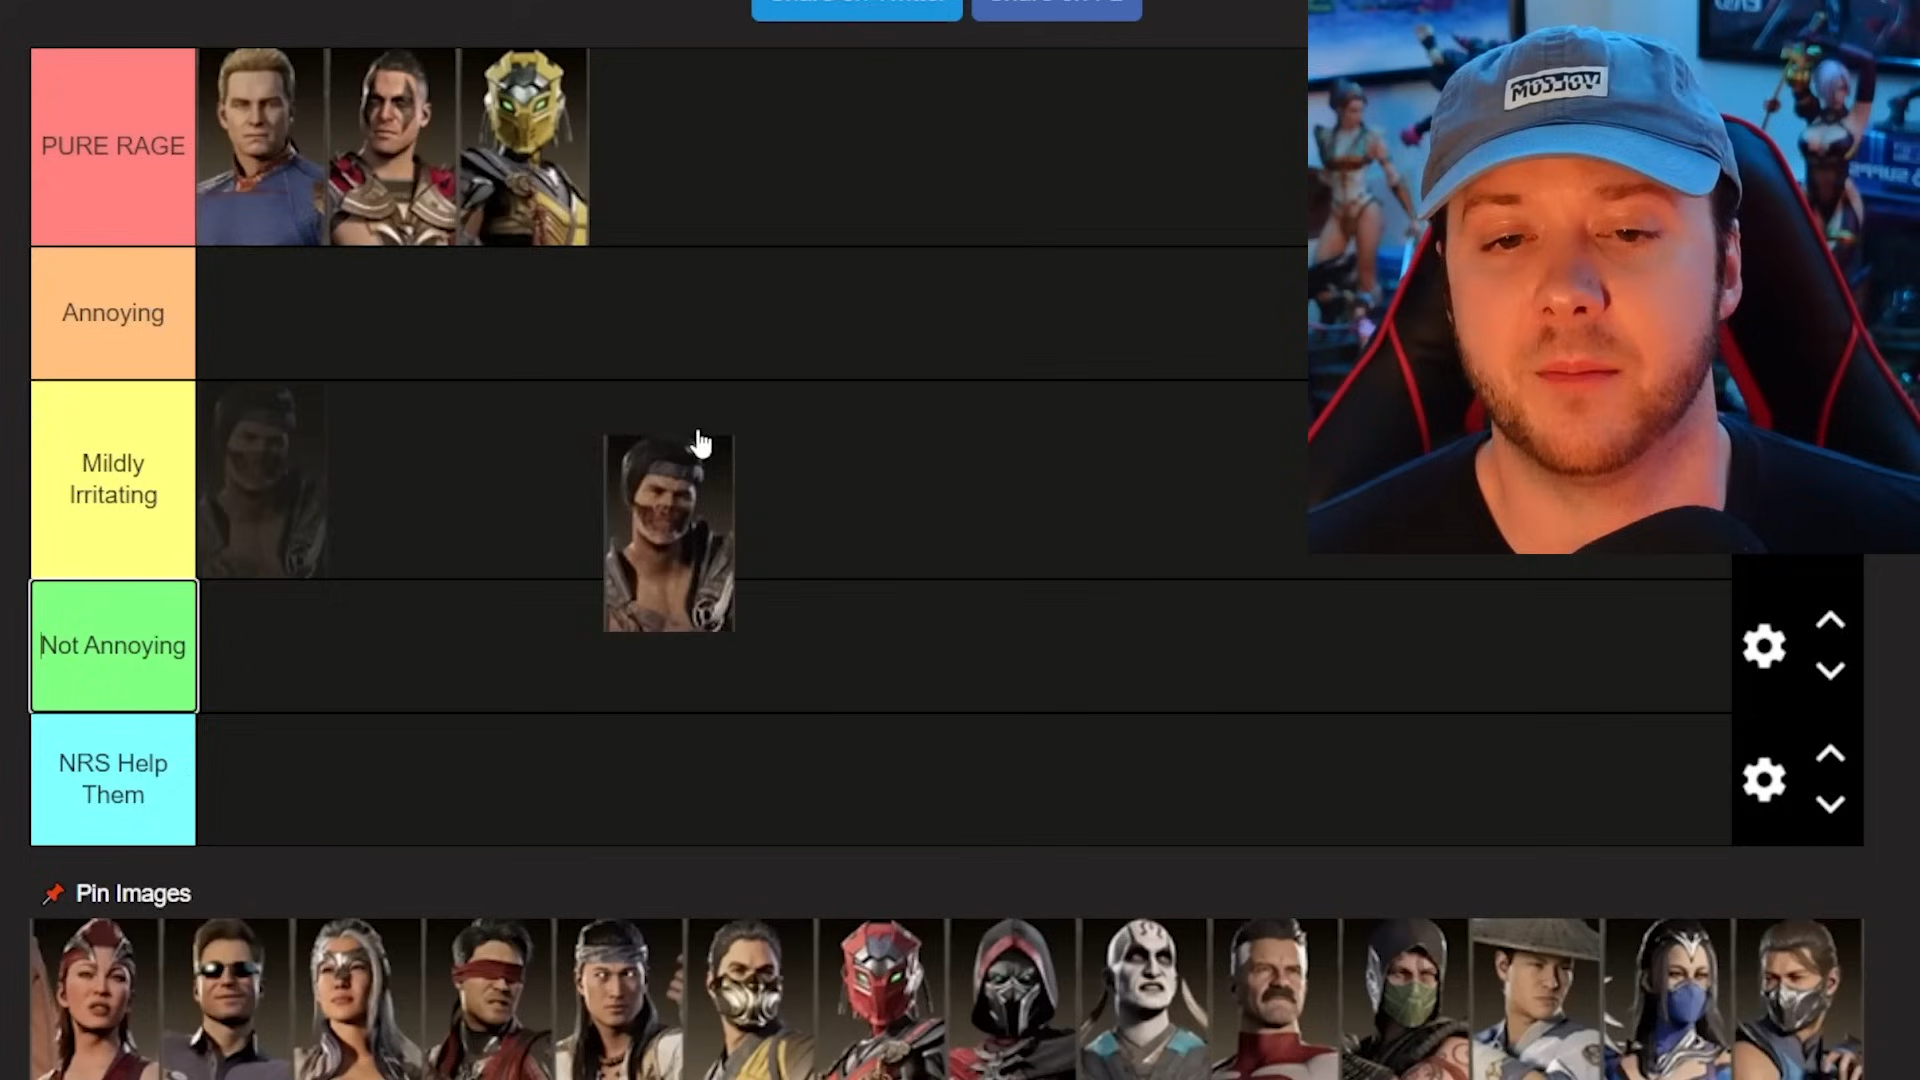 PURE RAGE
Annoying
Mildly
Irritating
Not Annoying
NRS Help
Them
Pin Images